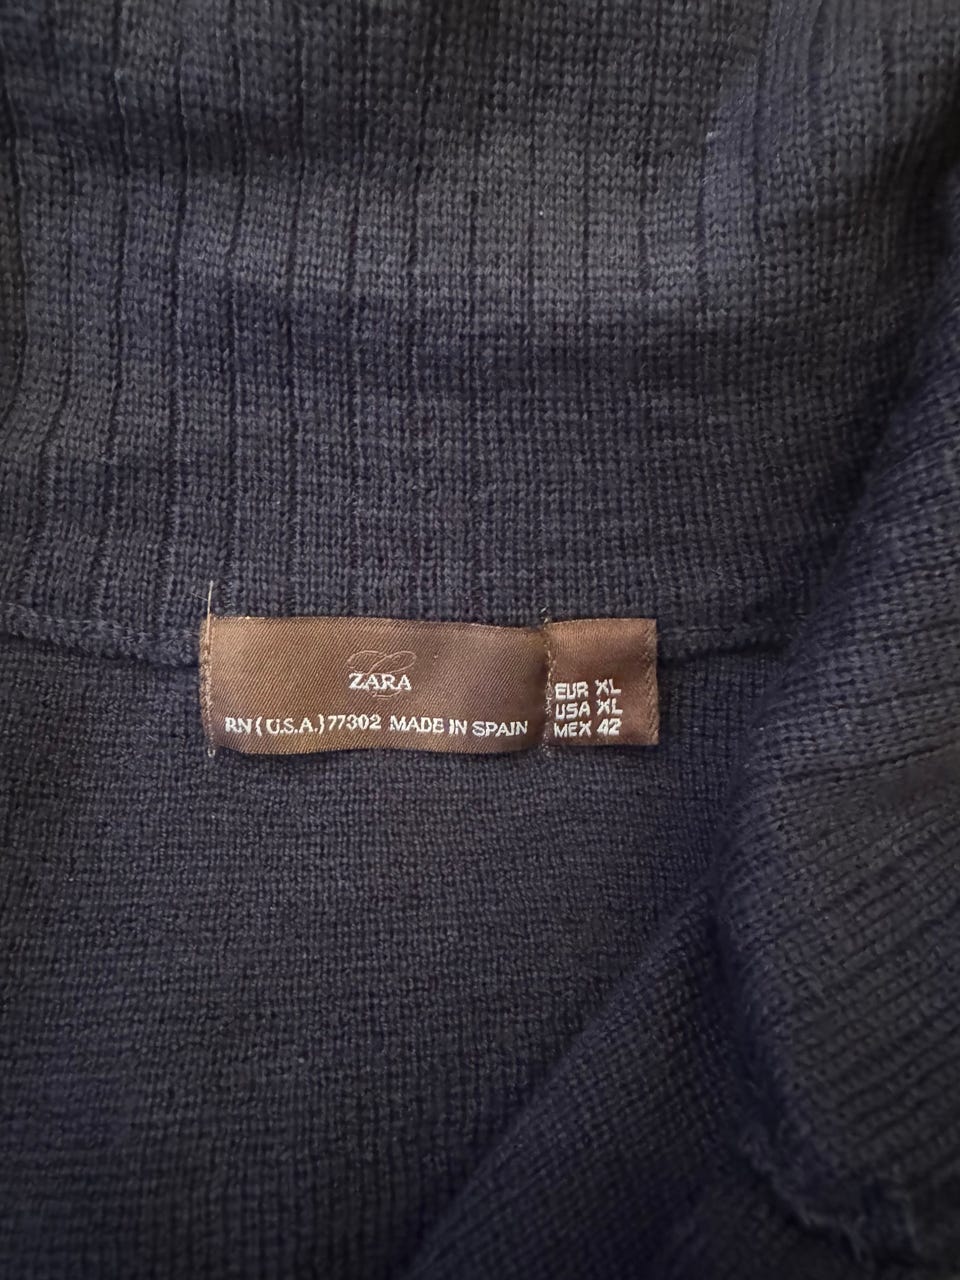 ZARA
RN (U.S.A.) 77302 MADE IN SPAIN
EUR XL
USA XL
MEX 42